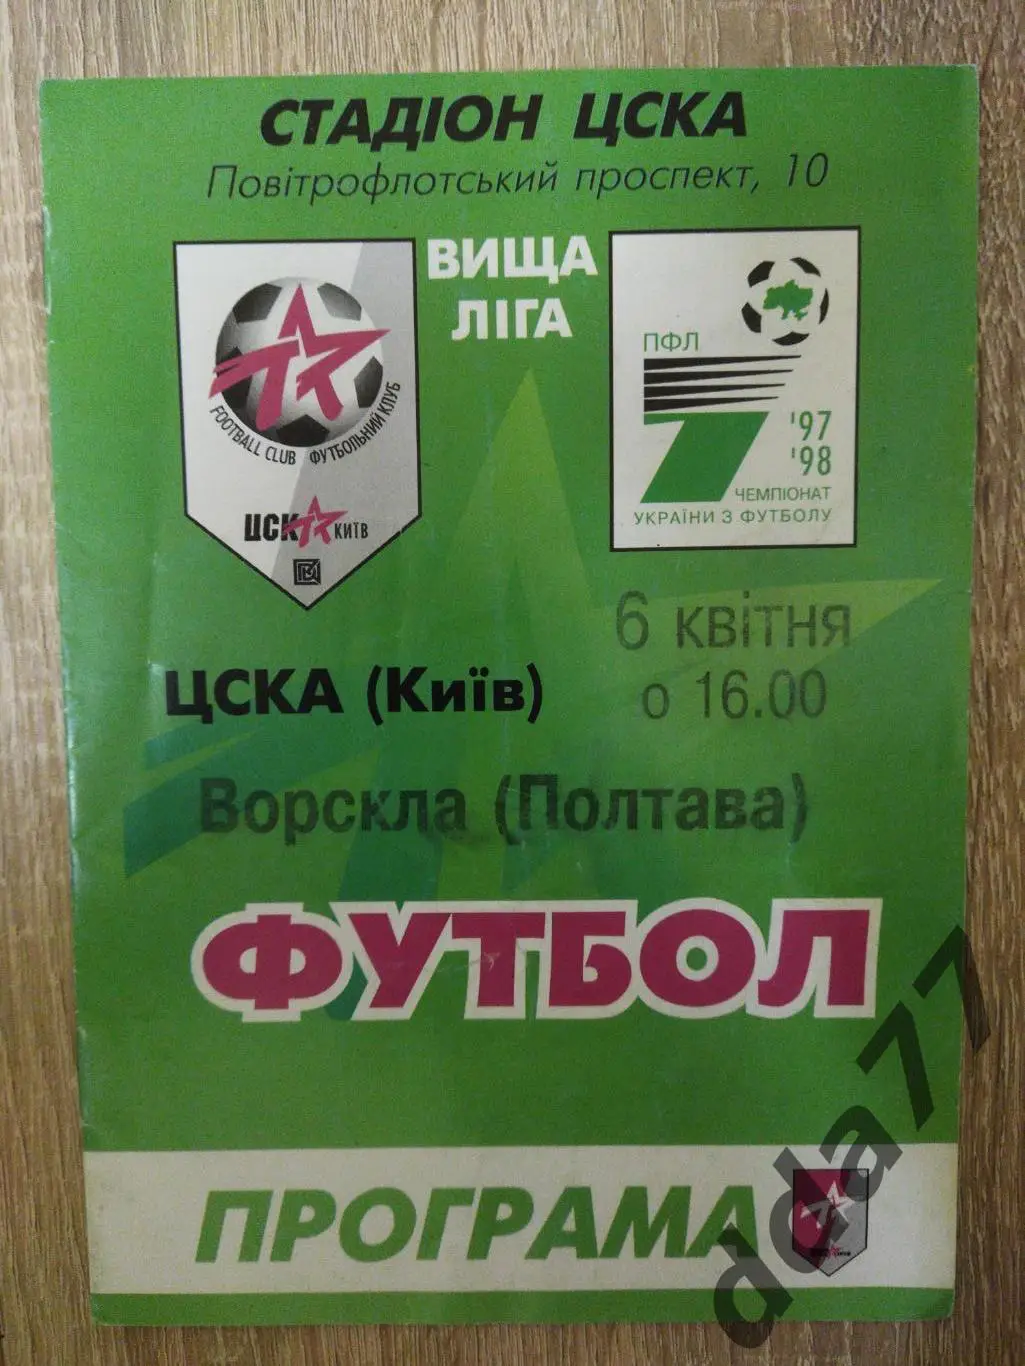 СТАДІОН ЦСКА
Повітрофлотський проспект, 10
ВИЩА
ЛІГА
FOOTBALL CLUB ФУТБОЛЬНИЙ КЛУБ
ЦСКА КИЇВ
ПФЛ
7 '97
'98
ЧЕМПІОНАТ
УКРАЇНИ З ФУТБОЛУ
6 квітня
о 16.00
ЦСКА (Київ)
Ворскла (Полтава)
ФУТБОЛ
ПРОГРАМА
dda77